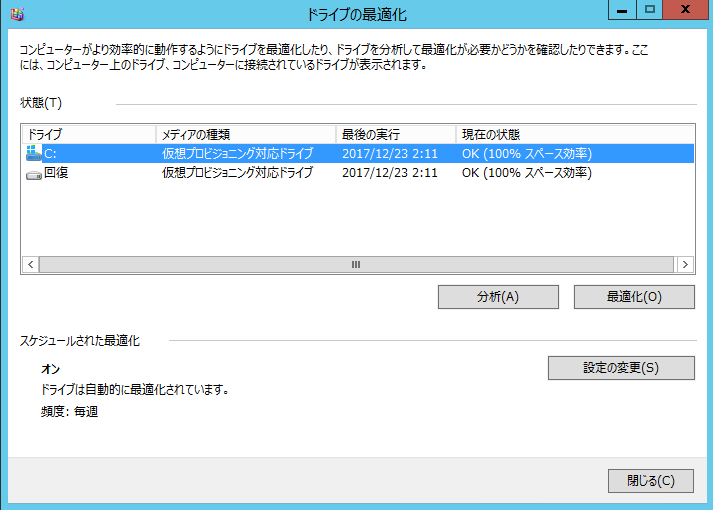 ドライブの最適化
コンピューターがより効率的に動作するようにドライブを最適化したり、ドライブを分析して最適化が必要かどうかを確認したりできます。ここ
には、コンピューター上のドライブ、コンピューターに接続されているドライブが表示されます。
状態(T)
ドライブ メディアの種類 最後の実行 現在の状態
C: 仮想プロビジョニング対応ドライブ 2017/12/23 2:11 OK (100% スペース効率)
回復 仮想プロビジョニング対応ドライブ 2017/12/23 2:11 OK (100% スペース効率)
分析(A) 最適化(O)
スケジュールされた最適化
オン
設定の変更(S)
ドライブは自動的に最適化されています。
頻度: 毎週
閉じる(C)